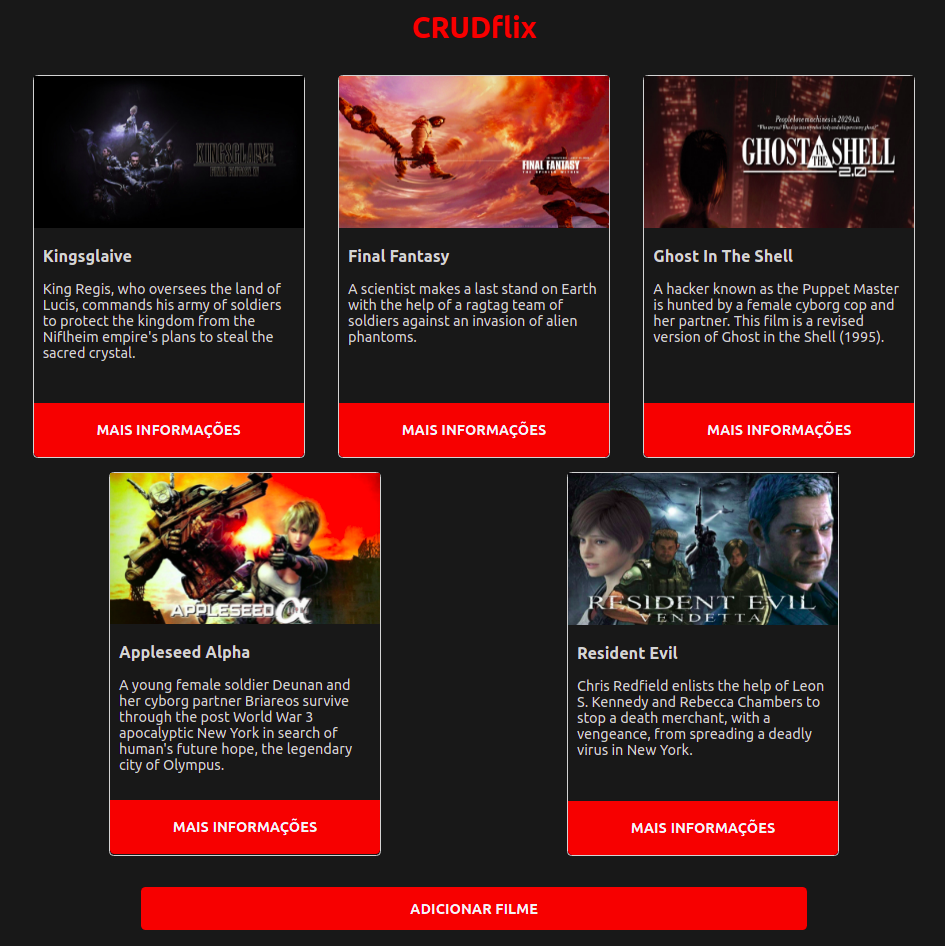 CRUDflix
KINGSGLAIVE
FINAL FANTASY XV
Kingsglaive
King Regis, who oversees the land of
Lucis, commands his army of soldiers
to protect the kingdom from the
Niflheim empire's plans to steal the
sacred crystal.
MAIS INFORMAÇÕES
FINAL FANTASY
THE SPIRITS WITHIN
Final Fantasy
A scientist makes a last stand on Earth
with the help of a ragtag team of
soldiers against an invasion of alien
phantoms.
MAIS INFORMAÇÕES
People love machines in 2029 A.D.
GHOST IN THE SHELL
2.0
Ghost In The Shell
A hacker known as the Puppet Master
is hunted by a female cyborg cop and
her partner. This film is a revised
version of Ghost in the Shell (1995).
MAIS INFORMAÇÕES
APPLESEED α
Appleseed Alpha
A young female soldier Deunan and
her cyborg partner Briareos survive
through the post World War 3
apocalyptic New York in search of
human's future hope, the legendary
city of Olympus.
MAIS INFORMAÇÕES
RESIDENT EVIL
VENDETTA
Resident Evil
Chris Redfield enlists the help of Leon
S. Kennedy and Rebecca Chambers to
stop a death merchant, with a
vengeance, from spreading a deadly
virus in New York.
MAIS INFORMAÇÕES
ADICIONAR FILME